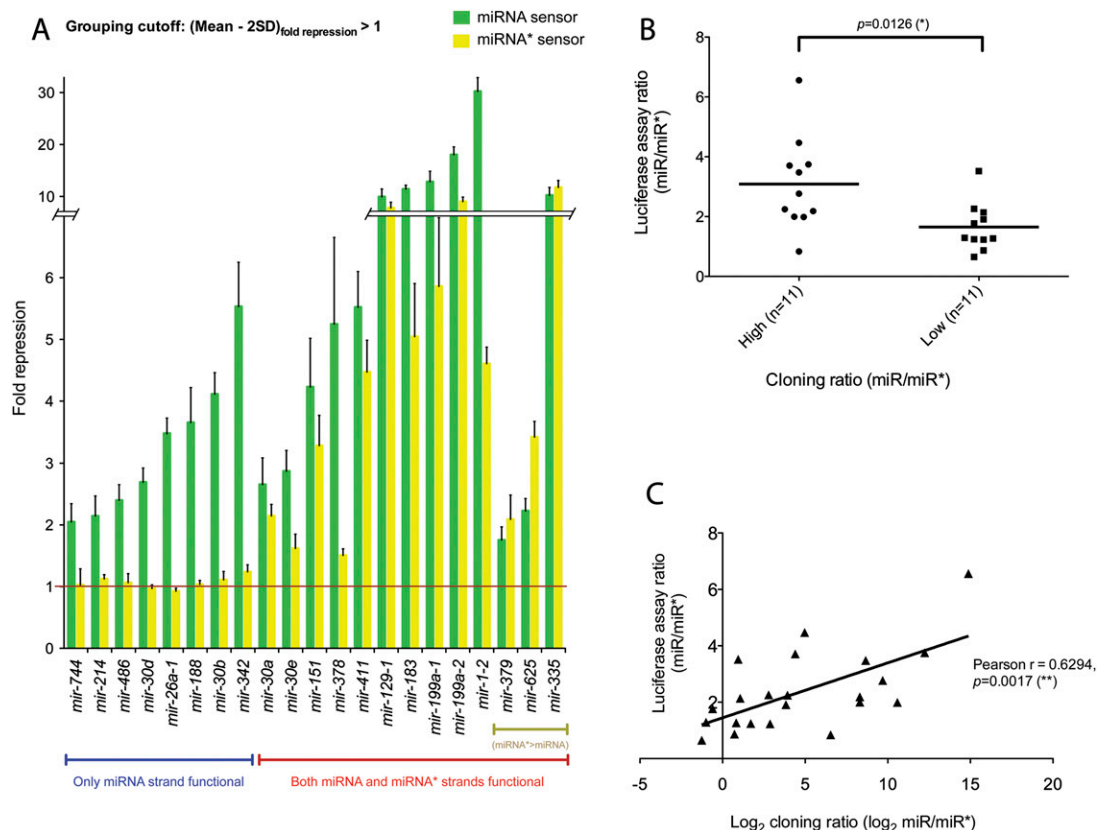 A
Grouping cutoff: (Mean - 2SD)fold repression > 1
miRNA sensor
miRNA* sensor
Fold repression
30
20
10
6
5
4
3
2
1
0
mir-744
mir-214
mir-486
mir-30d
mir-26a-1
mir-188
mir-30b
mir-342
mir-30a
mir-30e
mir-151
mir-378
mir-411
mir-129-1
mir-183
mir-199a-1
mir-199a-2
mir-1-2
mir-379
mir-625
mir-335
(miRNA*>miRNA)
Only miRNA strand functional
Both miRNA and miRNA* strands functional
B
p=0.0126 (*)
Luciferase assay ratio
(miR/miR*)
8
6
4
2
0
High (n=11)
Low (n=11)
Cloning ratio (miR/miR*)
C
Luciferase assay ratio
(miR/miR*)
8
6
4
2
0
Pearson r = 0.6294,
p=0.0017 (**)
-5
0
5
10
15
20
Log2 cloning ratio (log2 miR/miR*)